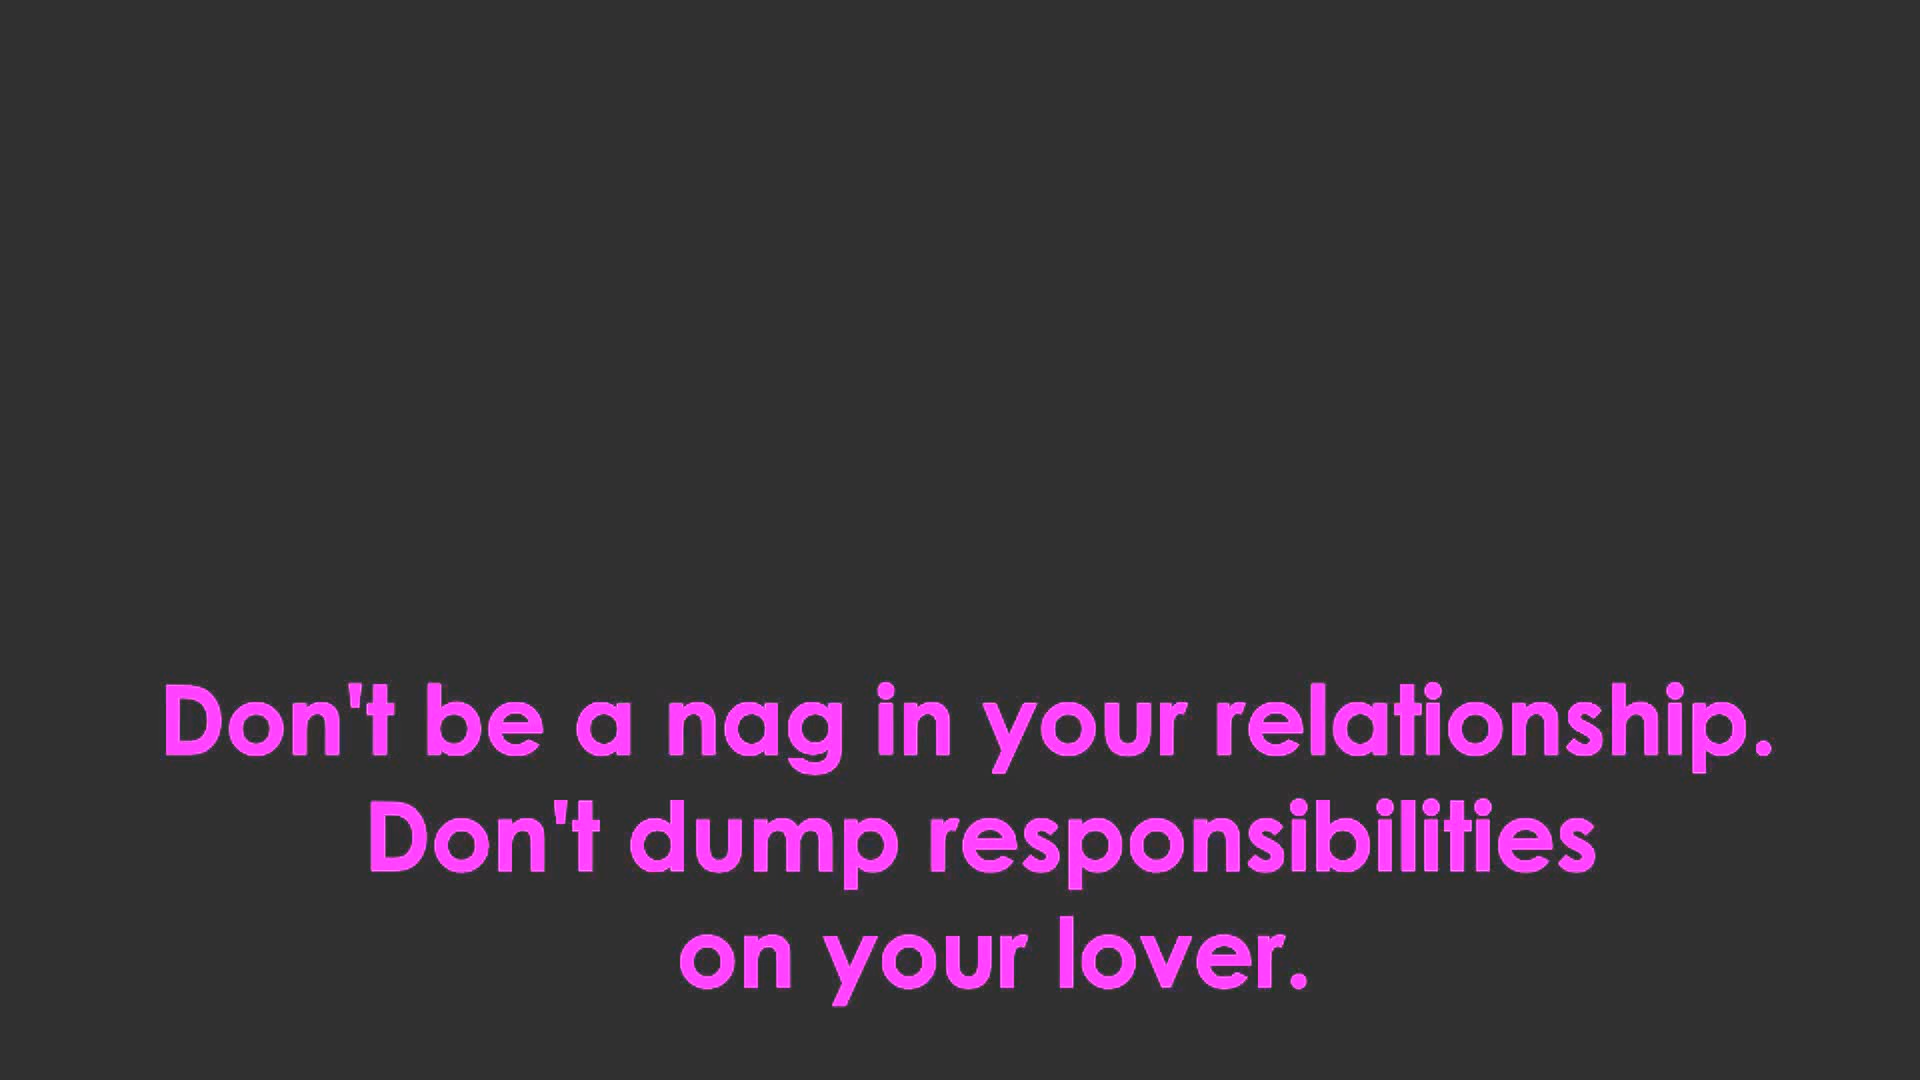 Don't be a nag in your relationship.
Don't dump responsibilities
on your lover.